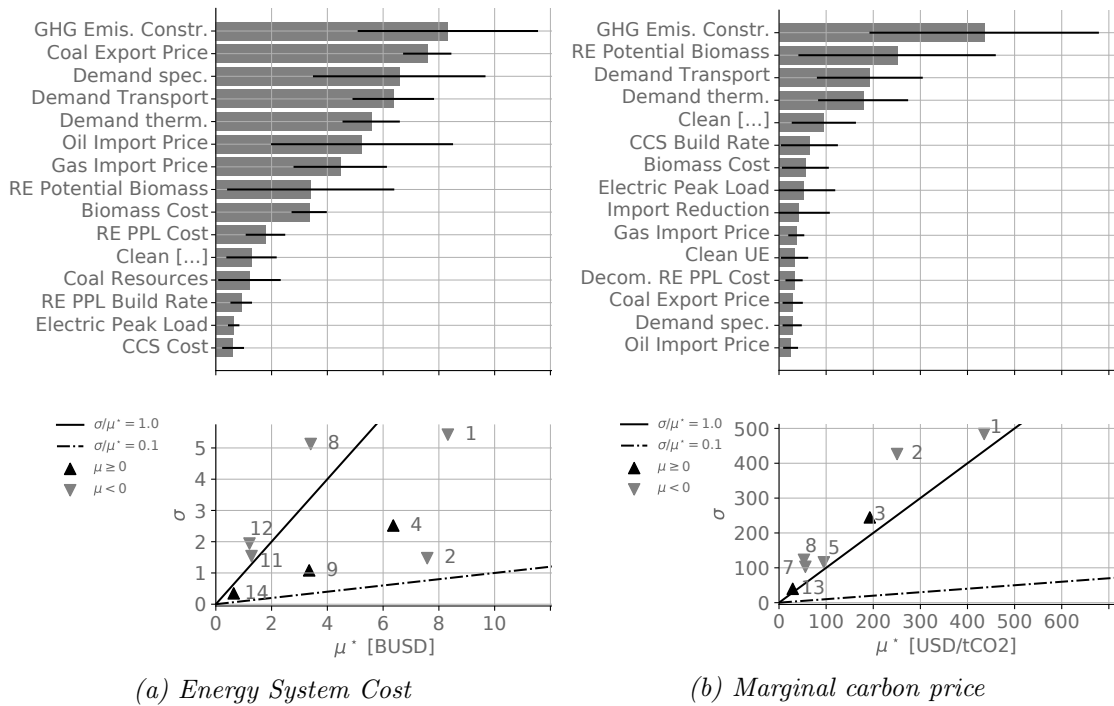 GHG Emis. Constr.
Coal Export Price
Demand spec.
Demand Transport
Demand therm.
Oil Import Price
Gas Import Price
RE Potential Biomass
Biomass Cost
RE PPL Cost
Clean [...]
Coal Resources
RE PPL Build Rate
Electric Peak Load
CCS Cost
σ/μ* = 1.0
σ/μ* = 0.1
μ ≥ 0
μ < 0
σ
5
4
3
2
1
0
8
1
4
12
11
2
9
14
0 2 4 6 8 10
μ* [BUSD]
(a) Energy System Cost
GHG Emis. Constr.
RE Potential Biomass
Demand Transport
Demand therm.
Clean [...]
CCS Build Rate
Biomass Cost
Electric Peak Load
Import Reduction
Gas Import Price
Clean UE
Decom. RE PPL Cost
Coal Export Price
Demand spec.
Oil Import Price
σ/μ* = 1.0
σ/μ* = 0.1
μ ≥ 0
μ < 0
σ
500
400
300
200
100
0
1
2
3
8
5
7
13
0 100 200 300 400 500 600
μ* [USD/tCO2]
(b) Marginal carbon price